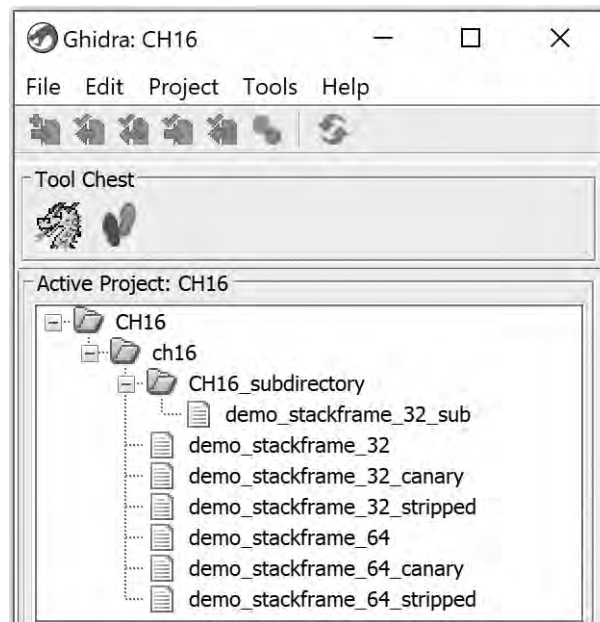 Ghidra: CH16
File Edit Project Tools Help
Tool Chest
Active Project: CH16
CH16
ch16
CH16_subdirectory
demo_stackframe_32_sub
demo_stackframe_32
demo_stackframe_32_canary
demo_stackframe_32_stripped
demo_stackframe_64
demo_stackframe_64_canary
demo_stackframe_64_stripped